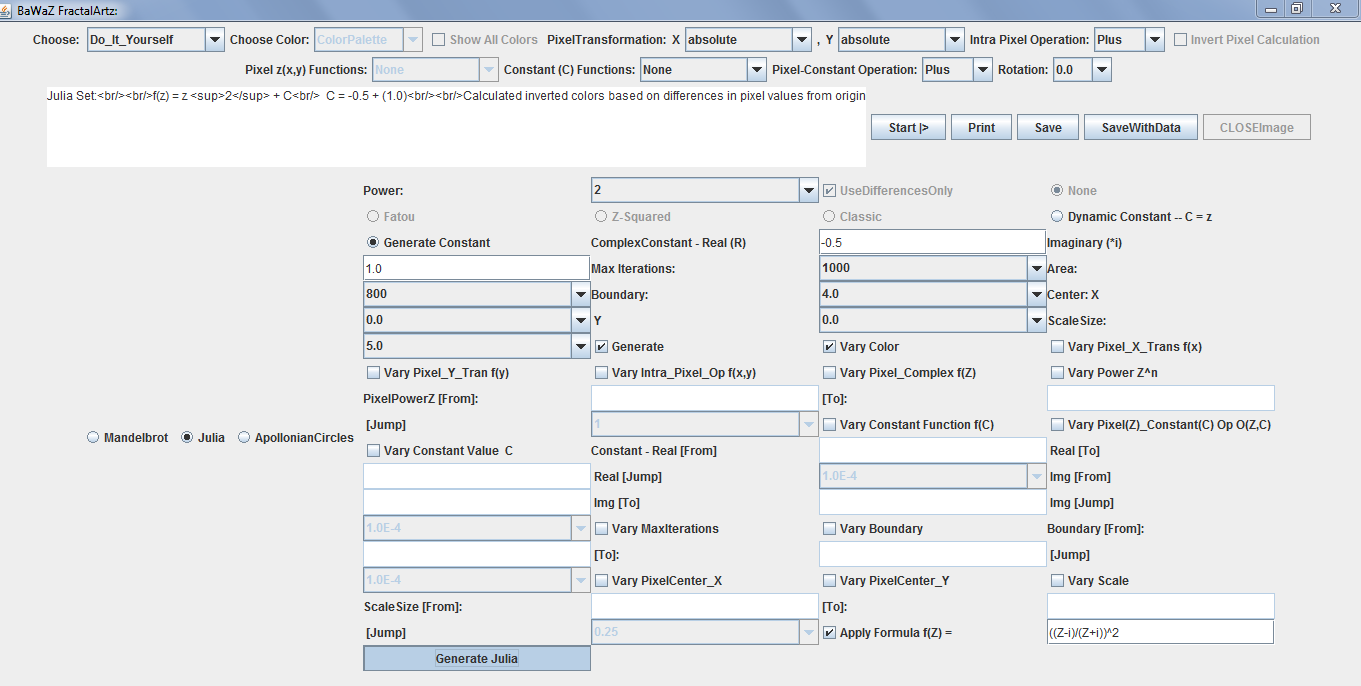 BaWaZ FractalArtz:
Choose: Do_It_Yourself Choose Color: ColorPalette Show All Colors PixelTransformation: X absolute , Y absolute Intra Pixel Operation: Plus Invert Pixel Calculation
Pixel z(x,y) Functions: None Constant (C) Functions: None Pixel-Constant Operation: Plus Rotation: 0.0
Julia Set:<br/><br/>f(z) = z <sup>2</sup> + C<br/> C = -0.5 + (1.0)<br/><br/>Calculated inverted colors based on differences in pixel values from origin
Start |> Print Save SaveWithData CLOSEImage
Power: 2 UseDifferencesOnly None
Fatou Z-Squared Classic Dynamic Constant -- C = z
Generate Constant ComplexConstant - Real (R) -0.5 Imaginary (*i)
1.0 Max Iterations: 1000 Area:
800 Boundary: 4.0 Center: X
0.0 Y 0.0 ScaleSize:
5.0 Generate Vary Color Vary Pixel_X_Trans f(x)
Vary Pixel_Y_Tran f(y) Vary Intra_Pixel_Op f(x,y) Vary Pixel_Complex f(Z) Vary Power Z^n
PixelPowerZ [From]: [To]:
[Jump] 1 Vary Constant Function f(C) Vary Pixel(Z)_Constant(C) Op O(Z,C)
Mandelbrot Julia ApollonianCircles
Vary Constant Value C Constant - Real [From] Real [To]
Real [Jump] 1.0E-4 Img [From]
Img [To] Img [Jump]
1.0E-4 Vary MaxIterations Vary Boundary Boundary [From]:
[To]: [Jump]
1.0E-4 Vary PixelCenter_X Vary PixelCenter_Y Vary Scale
ScaleSize [From]: [To]:
[Jump] 0.25 Apply Formula f(Z) = ((Z-i)/(Z+i))^2
Generate Julia